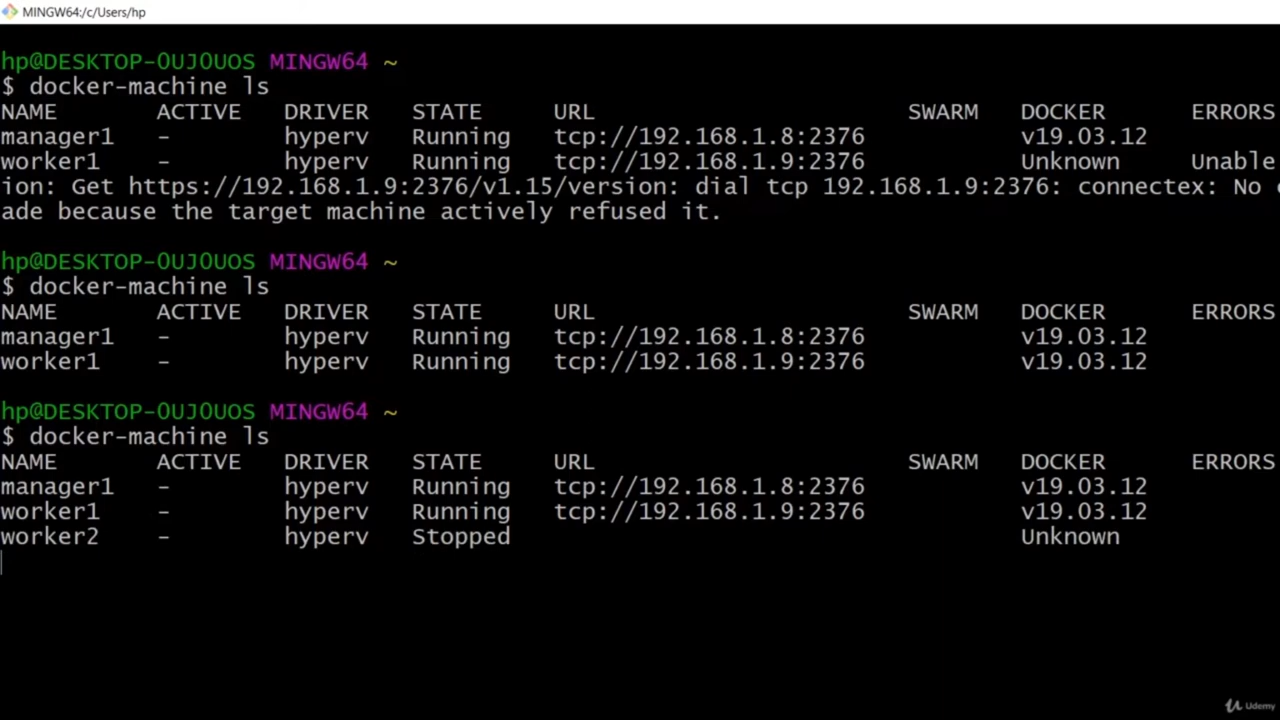 MINGW64:/c/Users/hp
hp@DESKTOP-0UJ0UOS MINGW64 ~
$ docker-machine ls
NAME ACTIVE DRIVER STATE URL SWARM DOCKER ERRORS
manager1 - hyperv Running tcp://192.168.1.8:2376 v19.03.12
worker1 - hyperv Running tcp://192.168.1.9:2376 Unknown Unable
ion: Get https://192.168.1.9:2376/v1.15/version: dial tcp 192.168.1.9:2376: connectex: No
ade because the target machine actively refused it.
hp@DESKTOP-0UJ0UOS MINGW64 ~
$ docker-machine ls
NAME ACTIVE DRIVER STATE URL SWARM DOCKER ERRORS
manager1 - hyperv Running tcp://192.168.1.8:2376 v19.03.12
worker1 - hyperv Running tcp://192.168.1.9:2376 v19.03.12
hp@DESKTOP-0UJ0UOS MINGW64 ~
$ docker-machine ls
NAME ACTIVE DRIVER STATE URL SWARM DOCKER ERRORS
manager1 - hyperv Running tcp://192.168.1.8:2376 v19.03.12
worker1 - hyperv Running tcp://192.168.1.9:2376 v19.03.12
worker2 - hyperv Stopped Unknown
Udemy